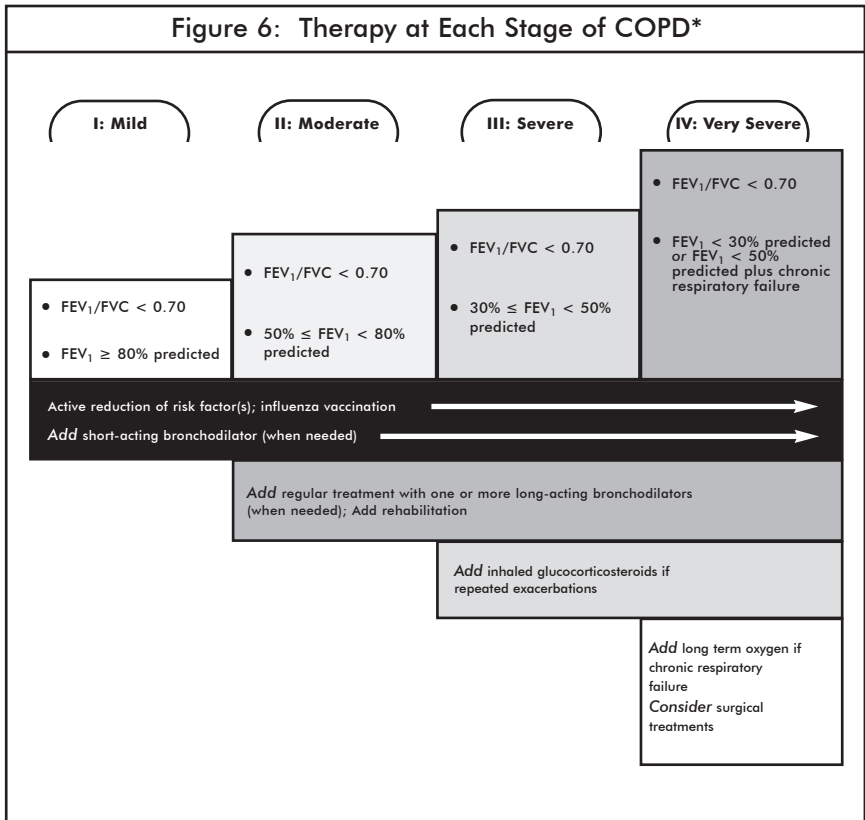 Figure 6: Therapy at Each Stage of COPD*
I: Mild
II: Moderate
III: Severe
IV: Very Severe
• FEV₁/FVC < 0.70
• FEV₁ ≥ 80% predicted
• FEV₁/FVC < 0.70
• 50% ≤ FEV₁ < 80%
predicted
• FEV₁/FVC < 0.70
• 30% ≤ FEV₁ < 50%
predicted
• FEV₁/FVC < 0.70
• FEV₁ < 30% predicted
or FEV₁ < 50%
predicted plus chronic
respiratory failure
Active reduction of risk factor(s); influenza vaccination
Add short-acting bronchodilator (when needed)
Add regular treatment with one or more long-acting bronchodilators
(when needed); Add rehabilitation
Add inhaled glucocorticosteroids if
repeated exacerbations
Add long term oxygen if
chronic respiratory
failure
Consider surgical
treatments